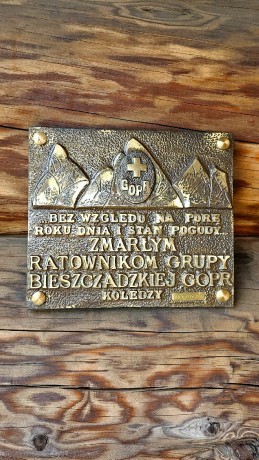 GOPR
BEZ WZGLĘDU NA PORĘ
ROKU, DNIA I STAN POGODY...
ZMARŁYM
RATOWNIKOM GRUPY
BIESZCZADZKIEJ GOPR
KOLEDZY